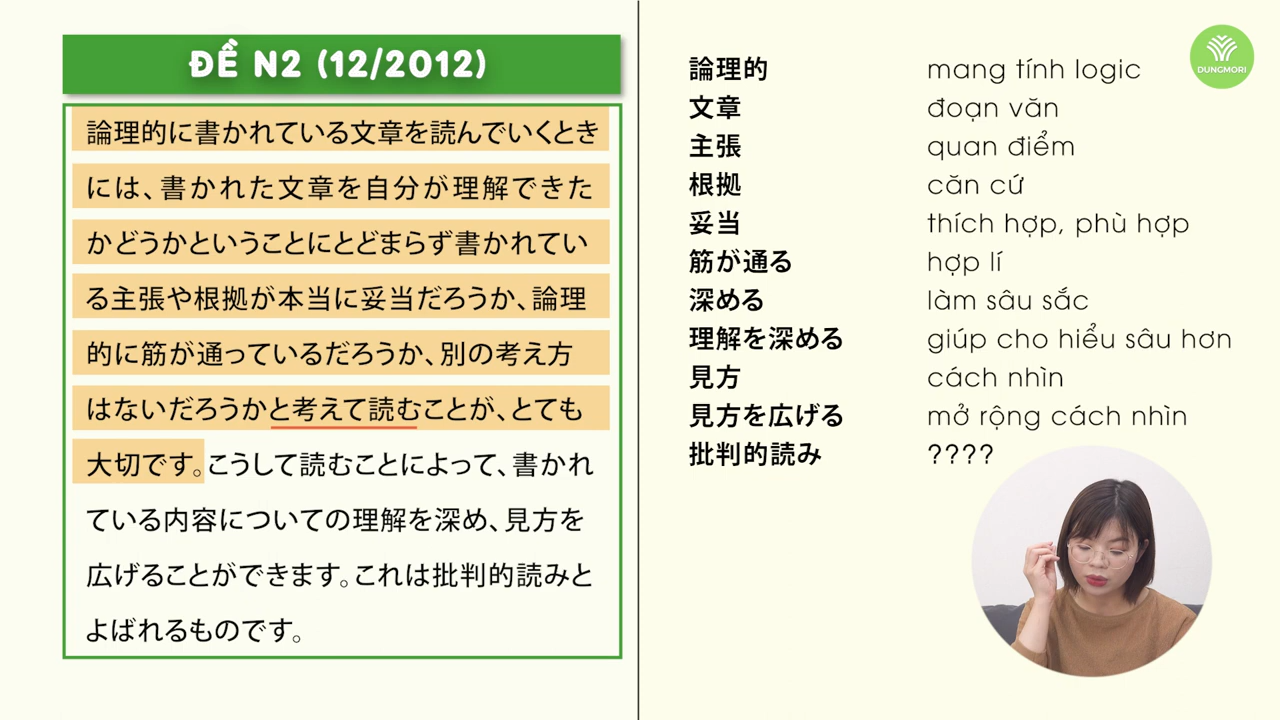 ĐỀ N2 (12/2012)
論理的に書かれている文章を読んでいくとき
には、書かれた文章を自分が理解できた
かどうかということにとどまらず書かれてい
る主張や根拠が本当に妥当だろうか、論理
的に筋が通っているだろうか、別の考え方
はないだろうかと考えて読むことが、とても
大切です。こうして読むことによって、書かれ
ている内容についての理解を深め、見方を
広げることができます。これは批判的読みと
よばれるものです。
論理的 mang tính logic
文章 đoạn văn
主張 quan điểm
根拠 căn cứ
妥当 thích hợp, phù hợp
筋が通る hợp lí
深める làm sâu sắc
理解を深める giúp cho hiểu sâu hơn
見方 cách nhìn
見方を広げる mở rộng cách nhìn
批判的読み ????
DUNGMORI